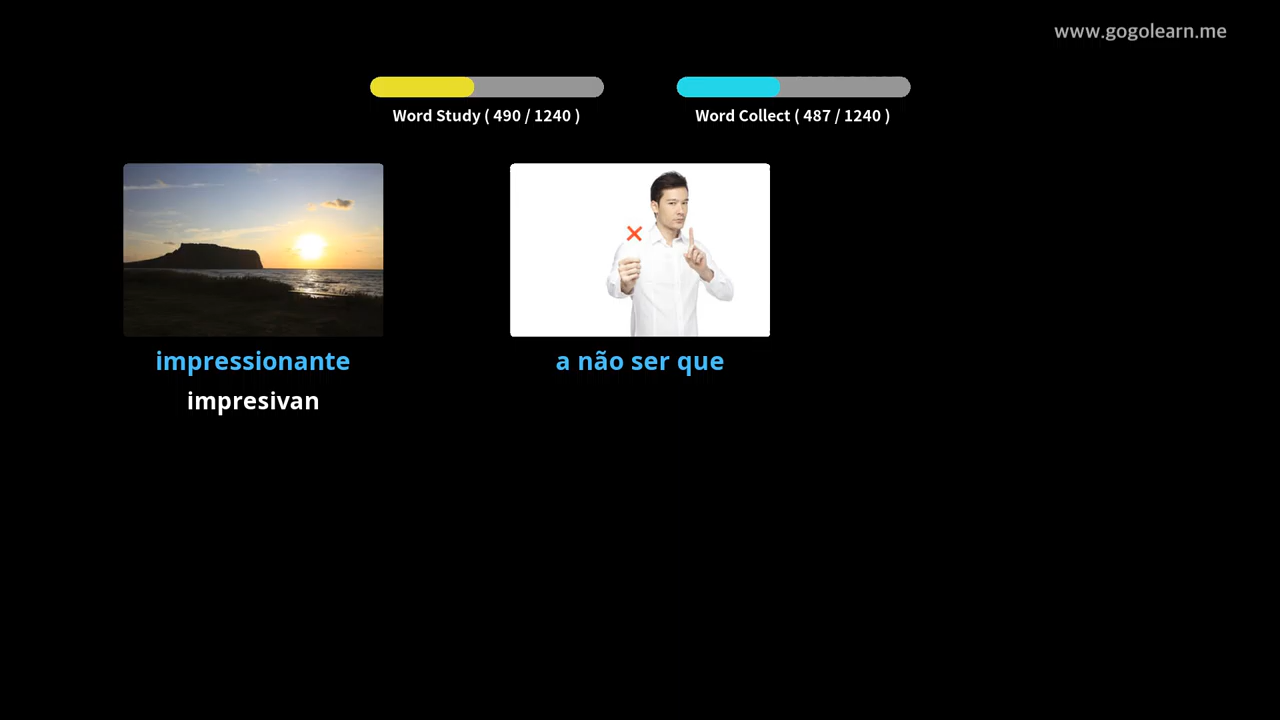 www.gogolearn.me
Word Study ( 490 / 1240 )
Word Collect ( 487 / 1240 )
impressionante
impresivan
a não ser que